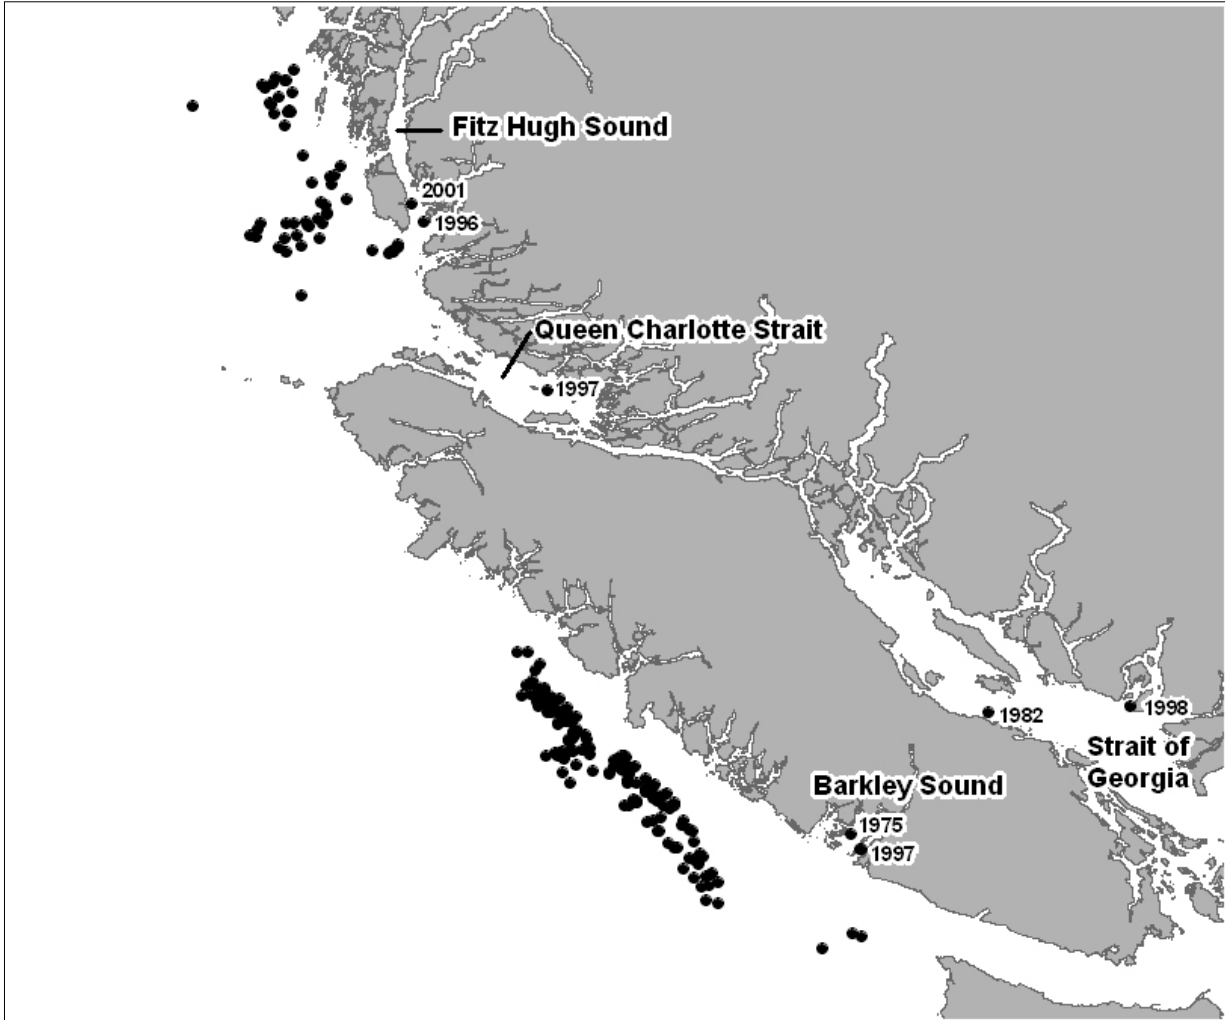 Fitz Hugh Sound
2001
1996
Queen Charlotte Strait
1997
1982
1998
Strait of
Georgia
Barkley Sound
1975
1997